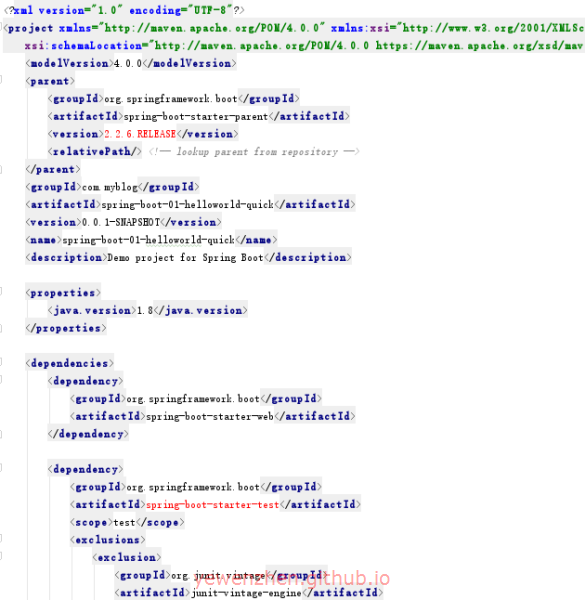 <?xml version="1.0" encoding="UTF-8"?>
<project xmlns="http://maven.apache.org/POM/4.0.0" xmlns:xsi="http://www.w3.org/2001/XMLSc
xsi:schemaLocation="http://maven.apache.org/POM/4.0.0 https://maven.apache.org/xsd/mav
<modelVersion>4.0.0</modelVersion>
<parent>
<groupId>org.springframework.boot</groupId>
<artifactId>spring-boot-starter-parent</artifactId>
<version>2.2.6.RELEASE</version>
<relativePath/> <!-- lookup parent from repository -->
</parent>
<groupId>com.myblog</groupId>
<artifactId>spring-boot-01-helloworld-quick</artifactId>
<version>0.0.1-SNAPSHOT</version>
<name>spring-boot-01-helloworld-quick</name>
<description>Demo project for Spring Boot</description>
<properties>
<java.version>1.8</java.version>
</properties>
<dependencies>
<dependency>
<groupId>org.springframework.boot</groupId>
<artifactId>spring-boot-starter-web</artifactId>
</dependency>
<dependency>
<groupId>org.springframework.boot</groupId>
<artifactId>spring-boot-starter-test</artifactId>
<scope>test</scope>
<exclusions>
<exclusion>
<groupId>org.junit.vintage</groupId>
yewenzhen.github.io
<artifactId>junit-vintage-engine</artifactId>